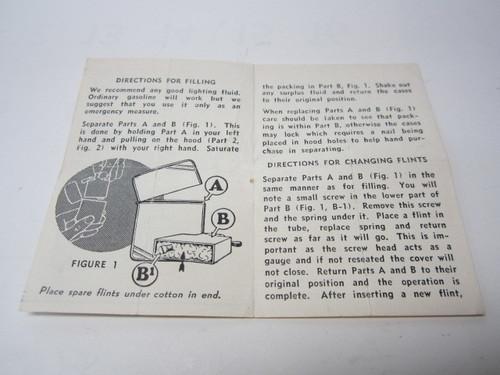 DIRECTIONS FOR FILLING
We recommend any good lighting fluid.
Ordinary gasoline will work but we
suggest that you use it only as an
emergency measure.
Separate Parts A and B (Fig. 1). This
is done by holding Part A in your left
hand and pulling on the hood (Part 2,
Fig. 2) with your right hand. Saturate
A
B
B1
FIGURE 1
Place spare flints under cotton in end.
the packing in Part B, Fig. 1. Shake out
any surplus fluid and return the cases
to their original position.
When replacing Parts A and B (Fig. 1)
care should be taken to see that pack-
ing is within Part B, otherwise the cases
may lock which requires a nail being
placed in hood holes to help hand pur-
chase in separating.
DIRECTIONS FOR CHANGING FLINTS
Separate Parts A and B (Fig. 1) in the
same manner as for filling. You will
note a small screw in the lower part of
Part B (Fig. 1, B-1). Remove this screw
and the spring under it. Place a flint in
the tube, replace spring and return
screw as far as it will go. This is im-
portant as the screw head acts as a
gauge and if not reseated the cover will
not close. Return Parts A and B to their
original position and the operation is
complete. After inserting a new flint,